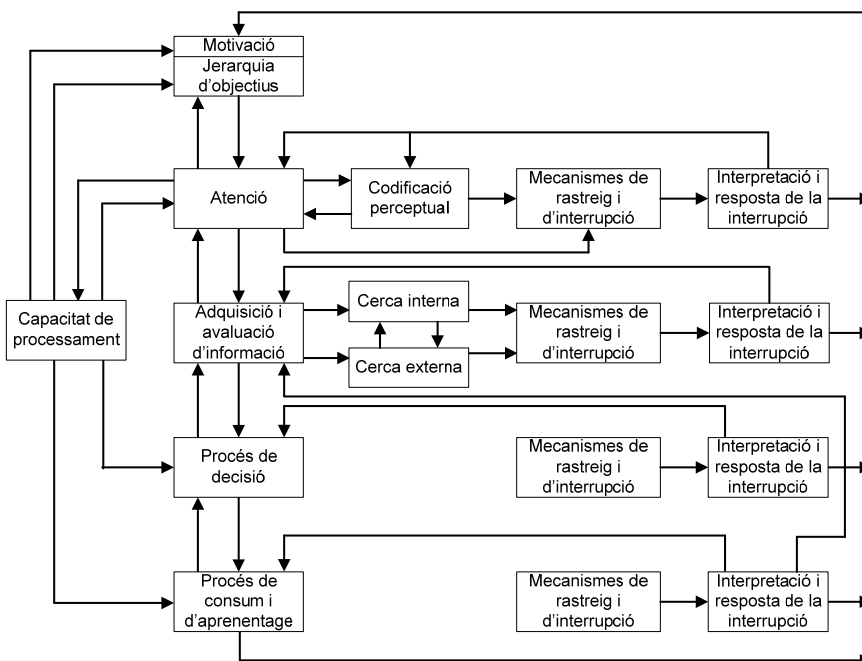 Motivació
Jerarquia
d'objectius
Atenció
Codificació
perceptual
Mecanismes de
rastreig i
d'interrupció
Interpretació i
resposta de la
interrupció
Capacitat de
processament
Adquisició i
avaluació
d'informació
Cerca interna
Cerca externa
Mecanismes de
rastreig i
d'interrupció
Interpretació i
resposta de la
interrupció
Procés de
decisió
Mecanismes de
rastreig i
d'interrupció
Interpretació i
resposta de la
interrupció
Procés de
consum i
d'aprenentage
Mecanismes de
rastreig i
d'interrupció
Interpretació i
resposta de la
interrupció